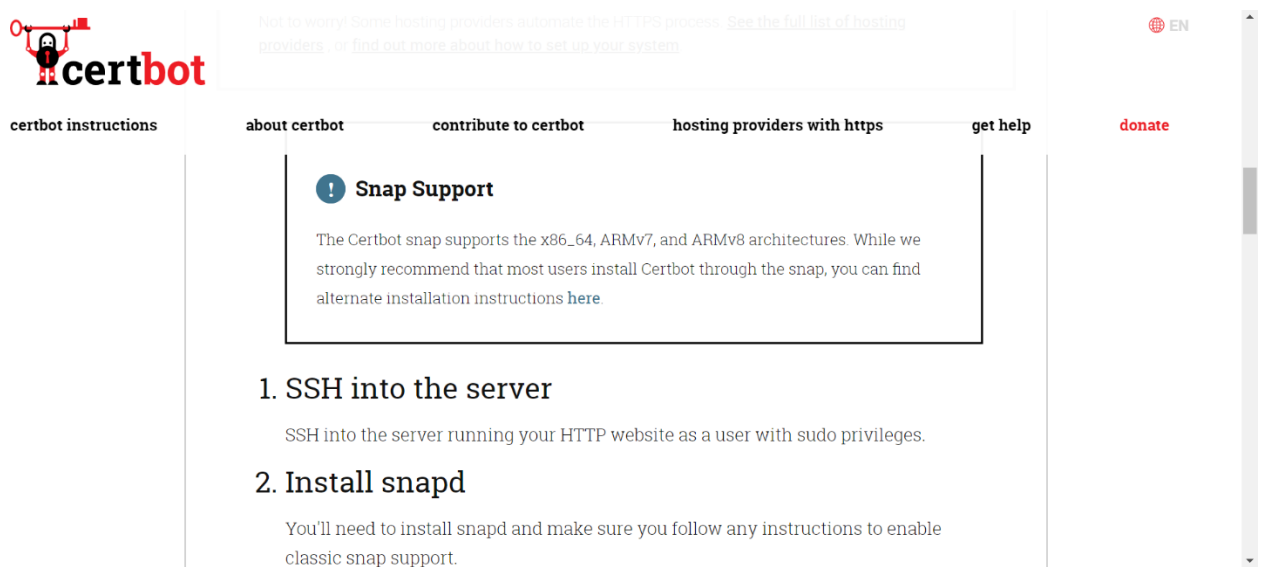 Not to worry! Some hosting providers automate the HTTPS process. See the full list of hosting
providers, or find out more about how to set up your system
EN
certbot
certbot instructions about certbot contribute to certbot hosting providers with https get help donate
! Snap Support
The Certbot snap supports the x86_64, ARMv7, and ARMv8 architectures. While we
strongly recommend that most users install Certbot through the snap, you can find
alternate installation instructions here.
1. SSH into the server
SSH into the server running your HTTP website as a user with sudo privileges.
2. Install snapd
You'll need to install snapd and make sure you follow any instructions to enable
classic snap support.